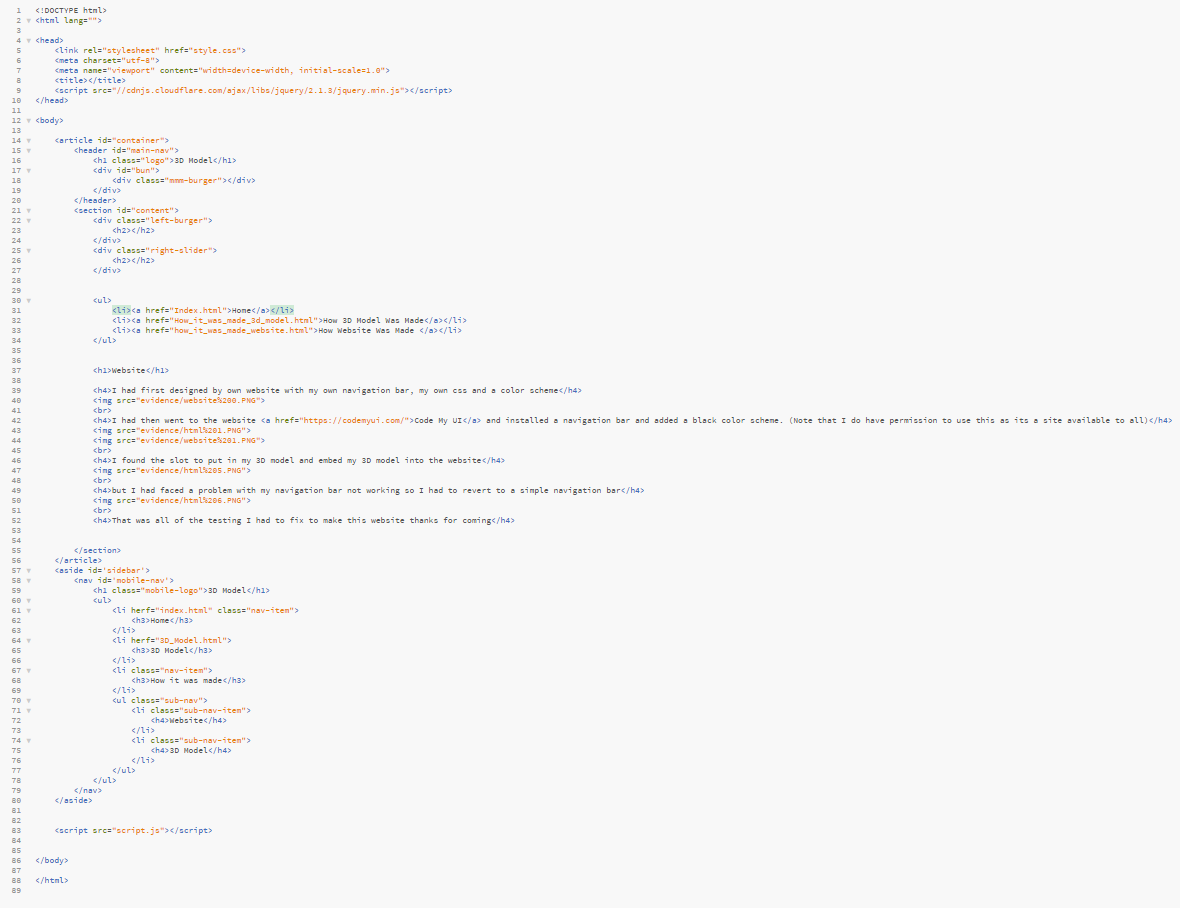 1 <!DOCTYPE html>
2 <html lang="">
3
4 <head>
5 <link rel="stylesheet" href="style.css">
6 <meta charset="utf-8">
7 <meta name="viewport" content="width=device-width, initial-scale=1.0">
8 <title></title>
9 <script src="//cdnjs.cloudflare.com/ajax/libs/jquery/2.1.3/jquery.min.js"></script>
10 </head>
11
12 <body>
13
14 <article id="container">
15 <header id="main-nav">
16 <h1 class="logo">3D Model</h1>
17 <div id="bun">
18 <div class="mmm-burger"></div>
19 </div>
20 </header>
21 <section id="content">
22 <div class="left-burger">
23 <h2></h2>
24 </div>
25 <div class="right-slider">
26 <h2></h2>
27 </div>
28
29
30 <ul>
31 <li><a href="Index.html">Home</a></li>
32 <li><a href="How_it_was_made_3d_model.html">How 3D Model Was Made</a></li>
33 <li><a href="how_it_was_made_website.html">How Website Was Made </a></li>
34 </ul>
35
36
37 <h1>Website</h1>
38
39 <h4>I had first designed by own website with my own navigation bar, my own css and a color scheme</h4>
40 <img src="evidence/website%200.PNG">
41 <br>
42 <h4>I had then went to the website <a href="https://codemyui.com/">Code My UI</a> and installed a navigation bar and added a black color scheme. (Note that I do have permission to use this as its a site available to all)</h4>
43 <img src="evidence/html%201.PNG">
44 <img src="evidence/website%201.PNG">
45 <br>
46 <h4>I found the slot to put in my 3D model and embed my 3D model into the website</h4>
47 <img src="evidence/html%205.PNG">
48 <br>
49 <h4>but I had faced a problem with my navigation bar not working so I had to revert to a simple navigation bar</h4>
50 <img src="evidence/html%206.PNG">
51 <br>
52 <h4>That was all of the testing I had to fix to make this website thanks for coming</h4>
53
54
55 </section>
56 </article>
57 <aside id='sidebar'>
58 <nav id='mobile-nav'>
59 <h1 class="mobile-logo">3D Model</h1>
60 <ul>
61 <li herf="index.html" class="nav-item">
62 <h3>Home</h3>
63 </li>
64 <li herf="3D_Model.html">
65 <h3>3D Model</h3>
66 </li>
67 <li class="nav-item">
68 <h3>How it was made</h3>
69 </li>
70 <ul class="sub-nav">
71 <li class="sub-nav-item">
72 <h4>Website</h4>
73 </li>
74 <li class="sub-nav-item">
75 <h4>3D Model</h4>
76 </li>
77 </ul>
78 </ul>
79 </nav>
80 </aside>
81
82
83 <script src="script.js"></script>
84
85
86 </body>
87
88 </html>
89